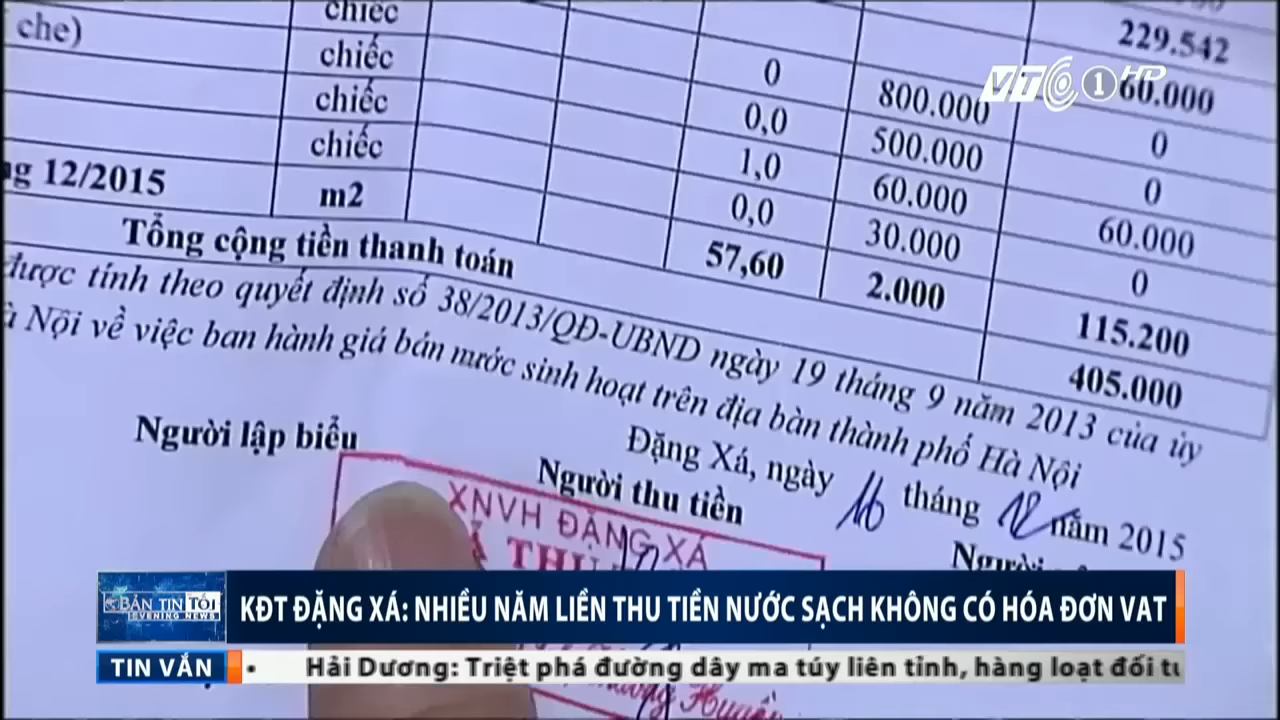 chiếc
229.542
che)
chiếc
0
800.000
60.000
VTC 1 HD
chiếc
0,0
500.000
0
chiếc
1,0
60.000
0
ng 12/2015
m2
0,0
30.000
60.000
Tổng cộng tiền thanh toán
57,60
2.000
0
115.200
405.000
được tính theo quyết định số 38/2013/QĐ-UBND ngày 19 tháng 9 năm 2013 của ủy
Nội về việc ban hành giá bán nước sinh hoạt trên địa bàn thành phố Hà Nội
Đặng Xá, ngày 16 tháng 12 năm 2015
Người lập biểu
Người thu tiền
XNVH ĐẶNG XÁ
BẢN TIN TỐI
EVENING NEWS
KĐT ĐẶNG XÁ: NHIỀU NĂM LIỀN THU TIỀN NƯỚC SẠCH KHÔNG CÓ HÓA ĐƠN VAT
TIN VẮN
• Hải Dương: Triệt phá đường dây ma túy liên tỉnh, hàng loạt đối